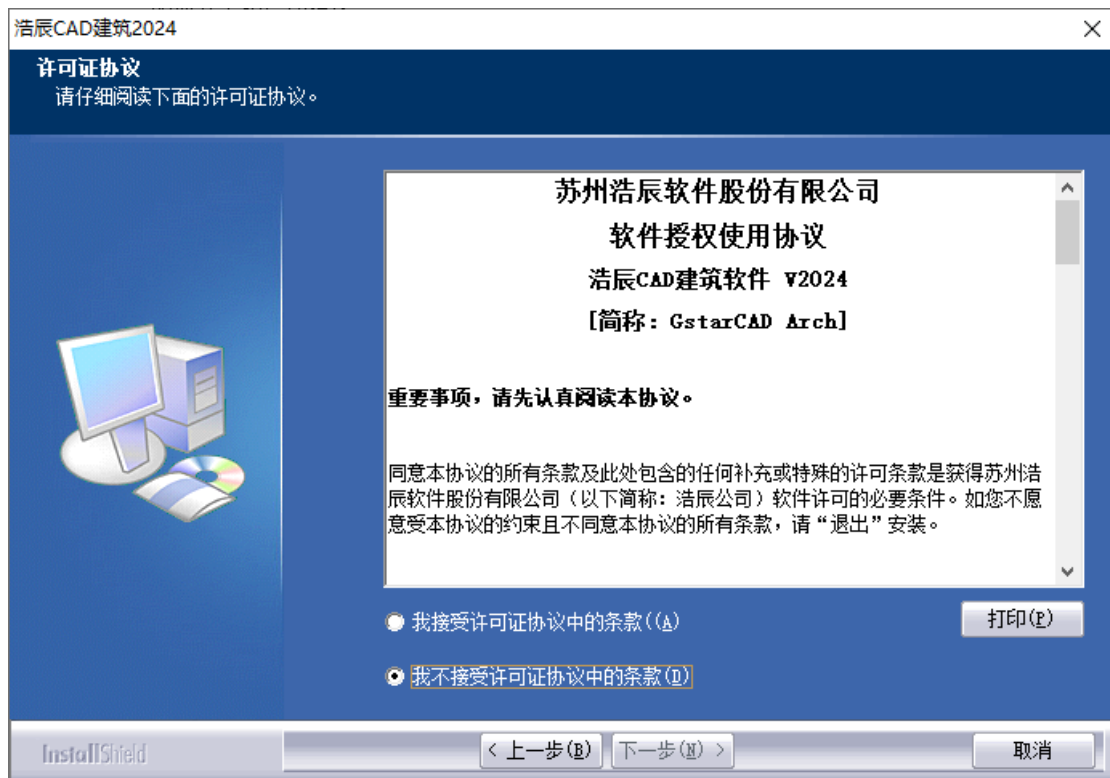 浩辰CAD建筑2024
许可证协议
请仔细阅读下面的许可证协议。
苏州浩辰软件股份有限公司
软件授权使用协议
浩辰CAD建筑软件 V2024
[简称: GstarCAD Arch]
重要事项，请先认真阅读本协议。
同意本协议的所有条款及此处包含的任何补充或特殊的许可条款是获得苏州浩
辰软件股份有限公司（以下简称：浩辰公司）软件许可的必要条件。如您不愿
意受本协议的约束且不同意本协议的所有条款，请“退出”安装。
我接受许可证协议中的条款((A)
打印(P)
我不接受许可证协议中的条款(D)
InstallShield
< 上一步(B)
下一步(N) >
取消